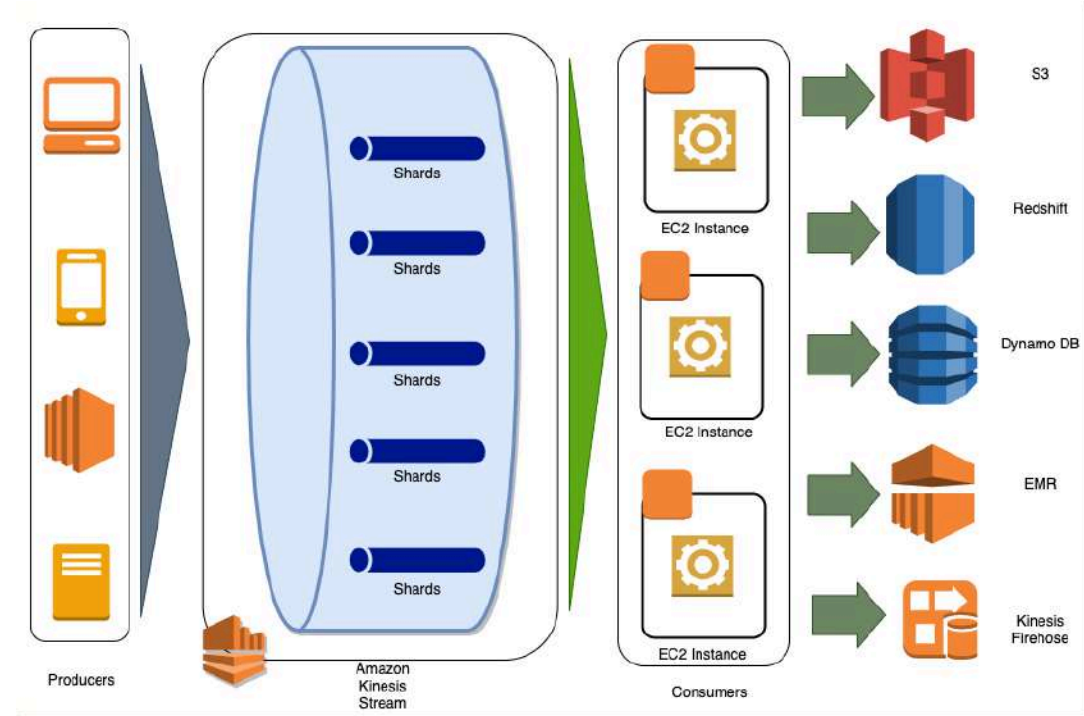 S3
Shards
Redshift
EC2 Instance
Shards
Dynamo DB
Shards
EC2 Instance
Shards
EMR
Shards
Kinesis
Firehose
EC2 Instance
Producers
Amazon
Kinesis
Stream
Consumers